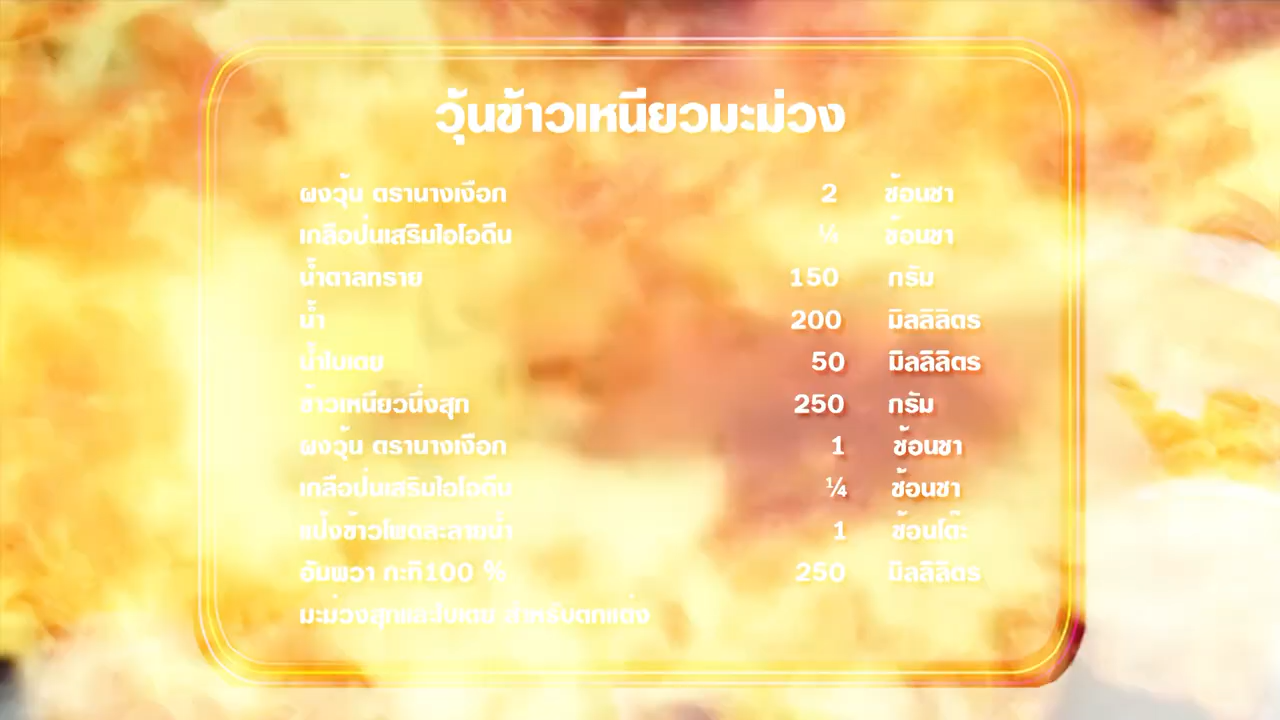 วุ้นข้าวเหนียวมะม่วง
ผงวุ้น ตรานางเงือก 2 ช้อนชา
เกลือป่นเสริมไอโอดีน ¼ ช้อนชา
น้ำตาลทราย 150 กรัม
น้ำ 200 มิลลิลิตร
น้ำใบเตย 50 มิลลิลิตร
ข้าวเหนียวนึ่งสุก 250 กรัม
ผงวุ้น ตรานางเงือก 1 ช้อนชา
เกลือป่นเสริมไอโอดีน ¼ ช้อนชา
แป้งข้าวโพดละลายน้ำ 1 ช้อนโต๊ะ
อัมพวา กะทิ100 % 250 มิลลิลิตร
มะม่วงสุกและใบเตย สำหรับตกแต่ง